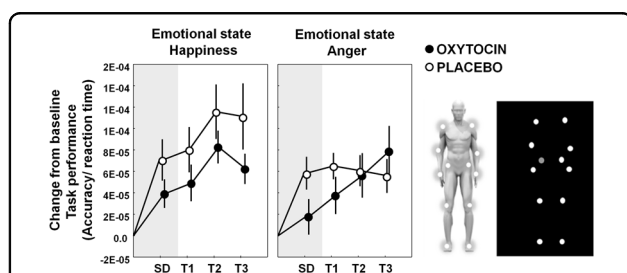 Emotional state
Happiness
Emotional state
Anger
OXYTOCIN
PLACEBO
Change from baseline
Task performance
(Accuracy/ reaction time)
2E-04
1E-04
1E-04
1E-04
8E-05
6E-05
4E-05
2E-05
0.0
-2E-05
SD T1 T2 T3
SD T1 T2 T3